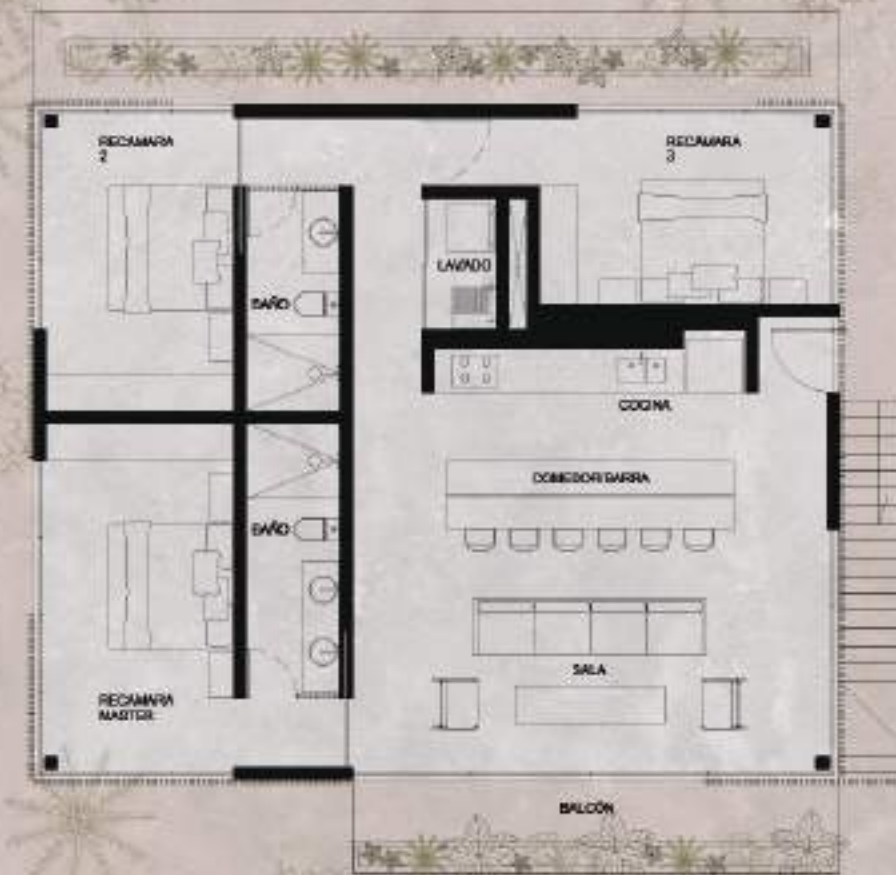 RECAMARA
2
RECAMARA
3
LAVADO
BAÑO
COCINA
COMEDOR/BARRA
BAÑO
SALA
RECAMARA
MASTER
BALCÓN